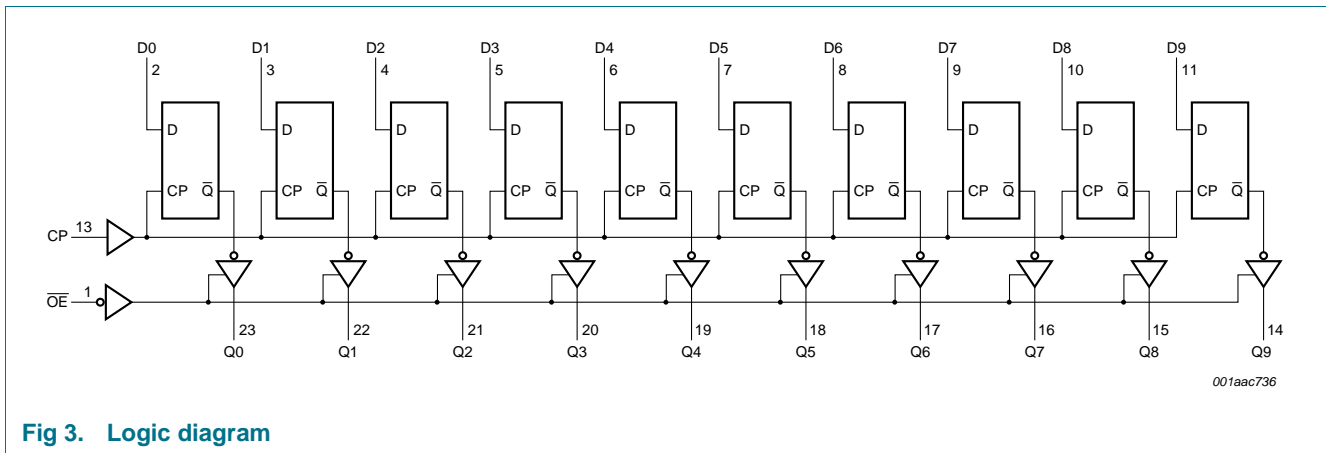 D0 D1 D2 D3 D4 D5 D6 D7 D8 D9
2 3 4 5 6 7 8 9 10 11
D D D D D D D D D D
CP Q̅ CP Q̅ CP Q̅ CP Q̅ CP Q̅ CP Q̅ CP Q̅ CP Q̅ CP Q̅ CP Q̅
CP 13
O̅E̅ 1
23 22 21 20 19 18 17 16 15 14
Q0 Q1 Q2 Q3 Q4 Q5 Q6 Q7 Q8 Q9
001aac736
Fig 3. Logic diagram